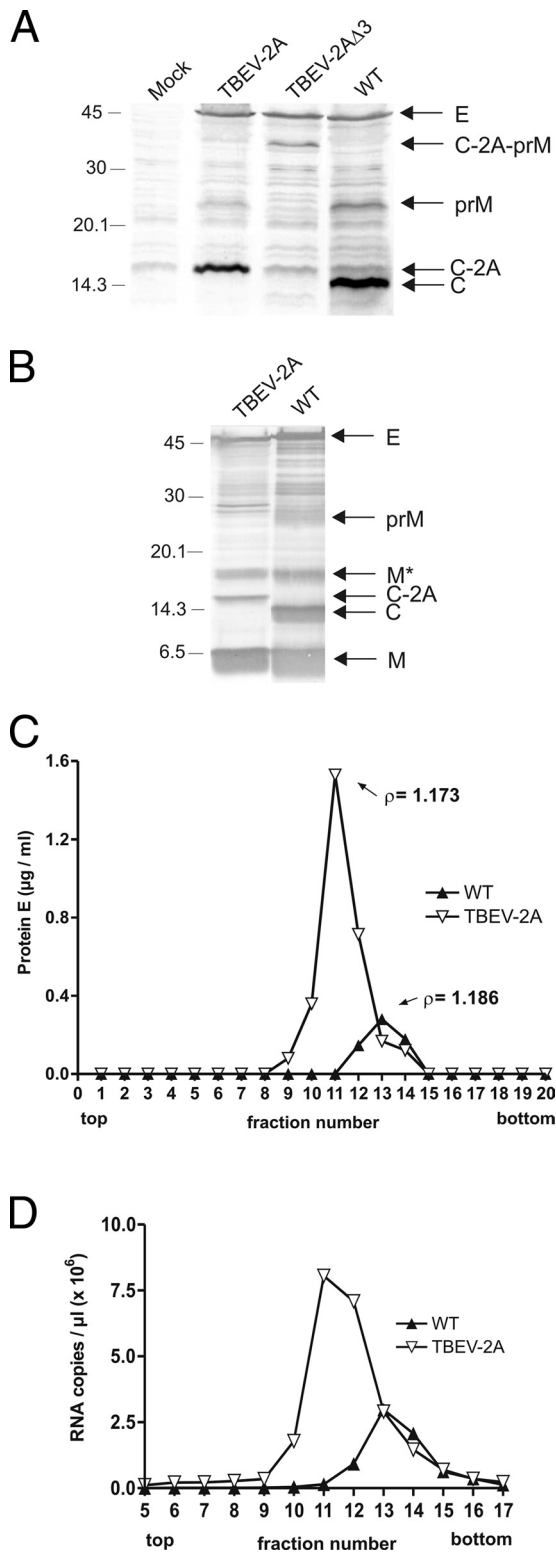 A
Mock
TBEV-2A
TBEV-2AΔ3
WT
45
E
C-2A-prM
30
prM
20.1
C-2A
14.3
C
B
TBEV-2A
WT
45
E
30
prM
20.1
M*
C-2A
14.3
C
6.5
M
C
1.6
ρ= 1.173
1.2
Protein E (µg / ml)
WT
0.8
TBEV-2A
0.4
ρ= 1.186
0.0
0 1 2 3 4 5 6 7 8 9 10 11 12 13 14 15 16 17 18 19 20
top fraction number bottom
D
10.0
RNA copies / µl (x 10⁶)
7.5
WT
TBEV-2A
5.0
2.5
0.0
5 6 7 8 9 10 11 12 13 14 15 16 17
top fraction number bottom